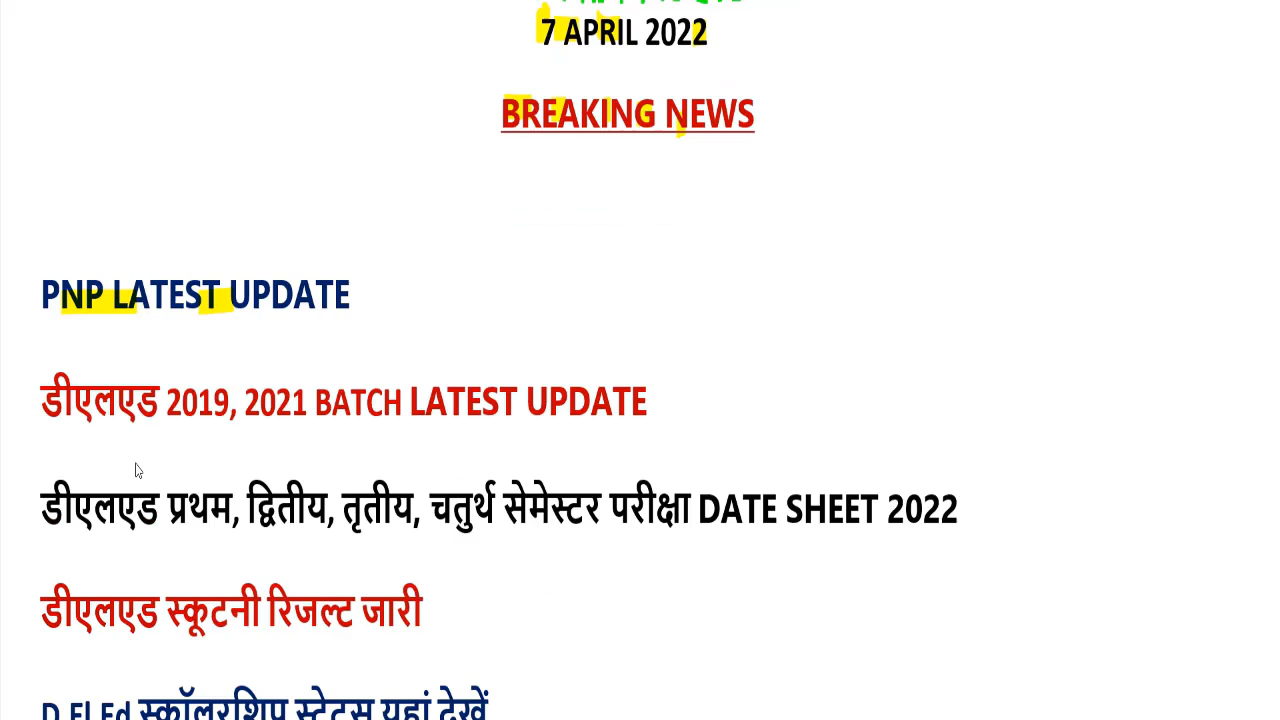 7 APRIL 2022
BREAKING NEWS
PNP LATEST UPDATE
डीएलएड 2019, 2021 BATCH LATEST UPDATE
डीएलएड प्रथम, द्वितीय, तृतीय, चतुर्थ सेमेस्टर परीक्षा DATE SHEET 2022
डीएलएड स्कूटनी रिजल्ट जारी
D.El.Ed स्कॉलरशिप स्टेटस यहां देखें